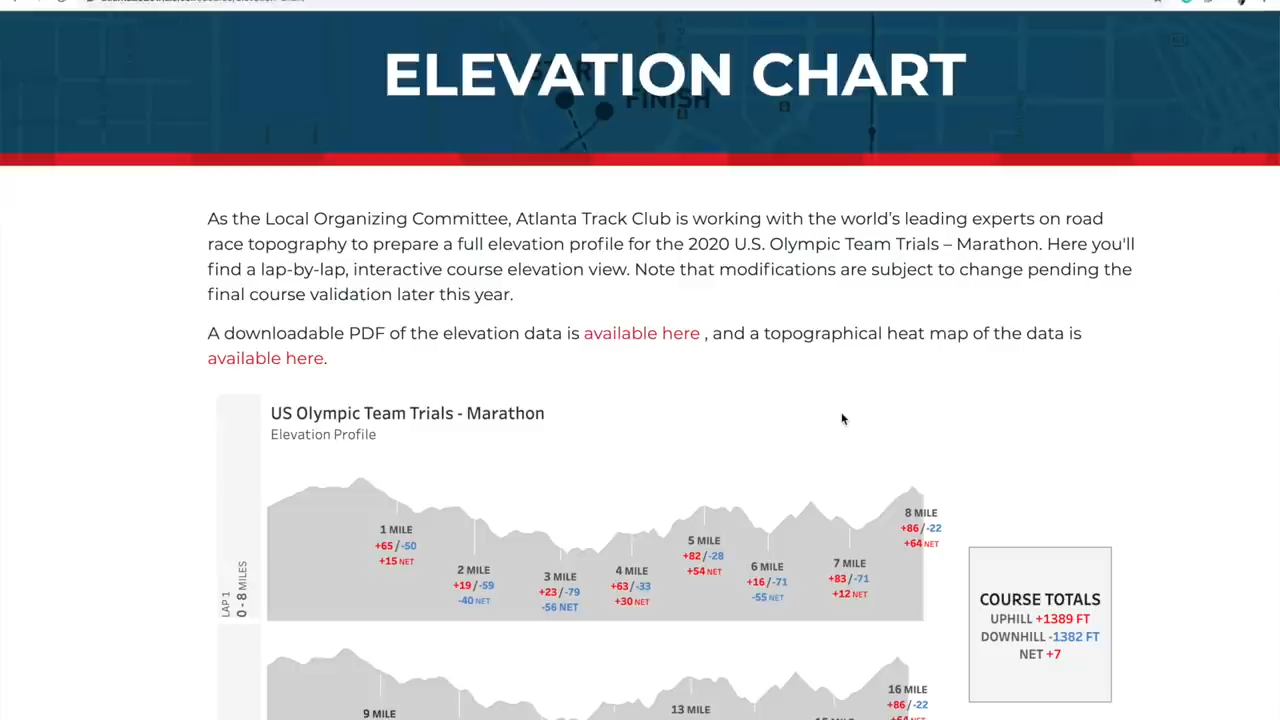 ELEVATION CHART
START
FINISH
As the Local Organizing Committee, Atlanta Track Club is working with the world’s leading experts on road
race topography to prepare a full elevation profile for the 2020 U.S. Olympic Team Trials – Marathon. Here you'll
find a lap-by-lap, interactive course elevation view. Note that modifications are subject to change pending the
final course validation later this year.
A downloadable PDF of the elevation data is available here , and a topographical heat map of the data is
available here.
US Olympic Team Trials - Marathon
Elevation Profile
LAP 1
0 - 8 MILES
1 MILE
+65/-50
+15 NET
2 MILE
+19/-59
-40 NET
3 MILE
+23/-79
-56 NET
4 MILE
+63/-33
+30 NET
5 MILE
+82/-28
+54 NET
6 MILE
+16/-71
-55 NET
7 MILE
+83/-71
+12 NET
8 MILE
+86/-22
+64 NET
COURSE TOTALS
UPHILL +1389 FT
DOWNHILL -1382 FT
NET +7
9 MILE
13 MILE
16 MILE
+86/-22